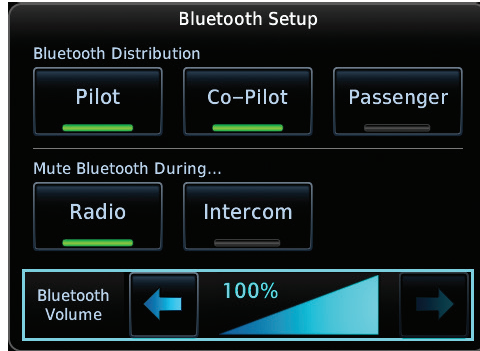 Bluetooth Setup
Bluetooth Distribution
Pilot Co-Pilot Passenger
Mute Bluetooth During...
Radio Intercom
Bluetooth
Volume
100%